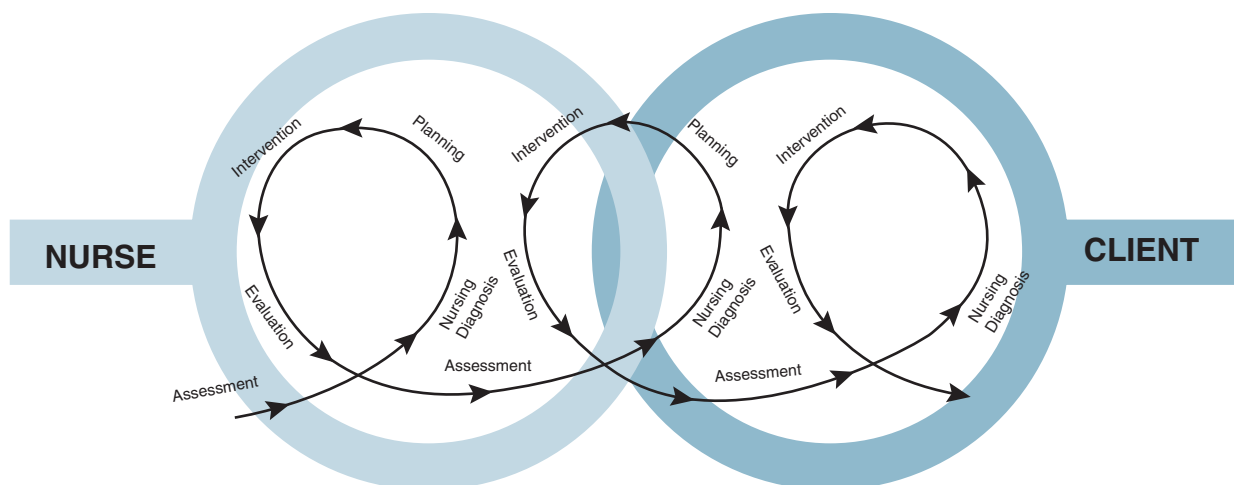 NURSE
Assessment
Nursing
Diagnosis
Planning
Intervention
Evaluation
Assessment
Nursing
Diagnosis
Planning
Intervention
Evaluation
Assessment
Nursing
Diagnosis
Intervention
Evaluation
CLIENT